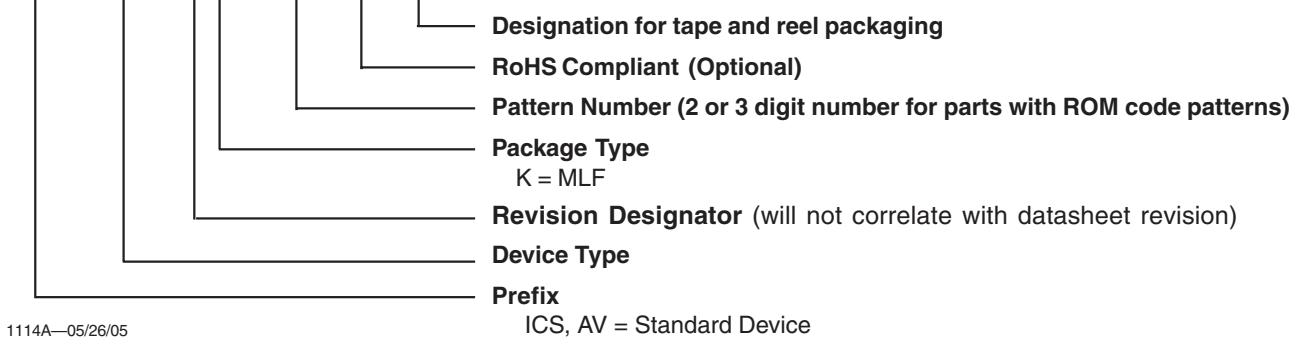 Designation for tape and reel packaging
RoHS Compliant (Optional)
Pattern Number (2 or 3 digit number for parts with ROM code patterns)
Package Type
K = MLF
Revision Designator (will not correlate with datasheet revision)
Device Type
Prefix
ICS, AV = Standard Device
1114A—05/26/05